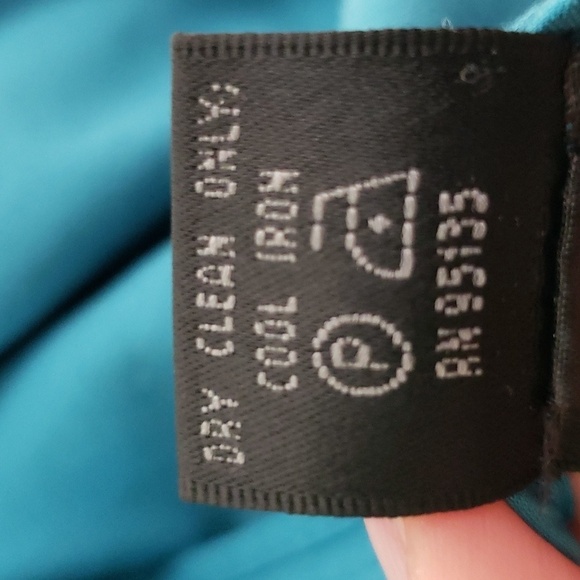 DRY CLEAN ONLY;
COOL IRON
P
RN 95135